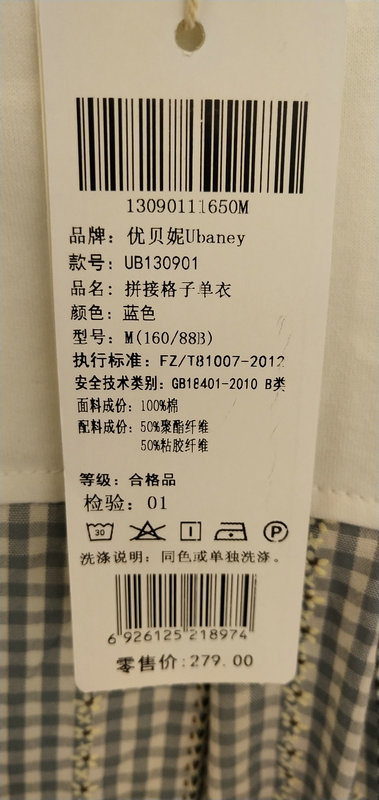 13090111650M
品牌：优贝妮Ubaney
款号：UB130901
品名：拼接格子单衣
颜色：蓝色
型号：M(160/88B)
执行标准：FZ/T81007-2012
安全技术类别：GB18401-2010 B类
面料成份：100%棉
配料成份：50%聚酯纤维
50%粘胶纤维
等级：合格品
检验：01
30 P
洗涤说明：同色或单独洗涤。
6 926125 218974
零售价:279.00